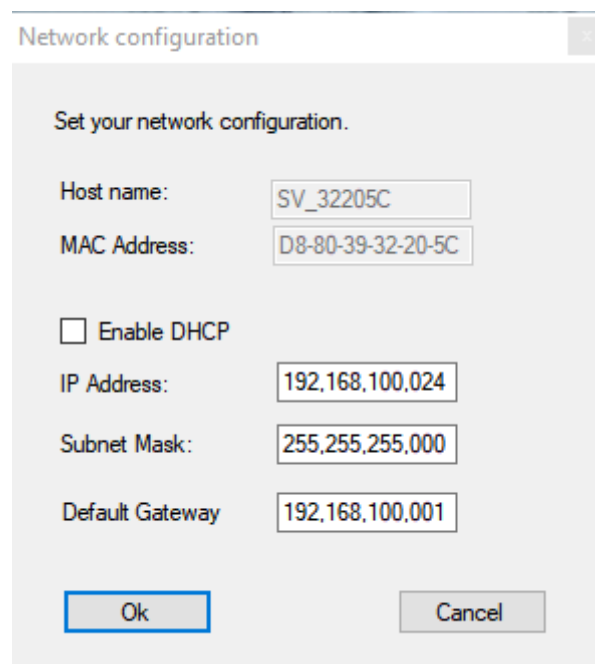 Network configuration
x
Set your network configuration.
Host name: SV_32205C
MAC Address: D8-80-39-32-20-5C
Enable DHCP
IP Address: 192,168,100,024
Subnet Mask: 255,255,255,000
Default Gateway 192,168,100,001
Ok Cancel